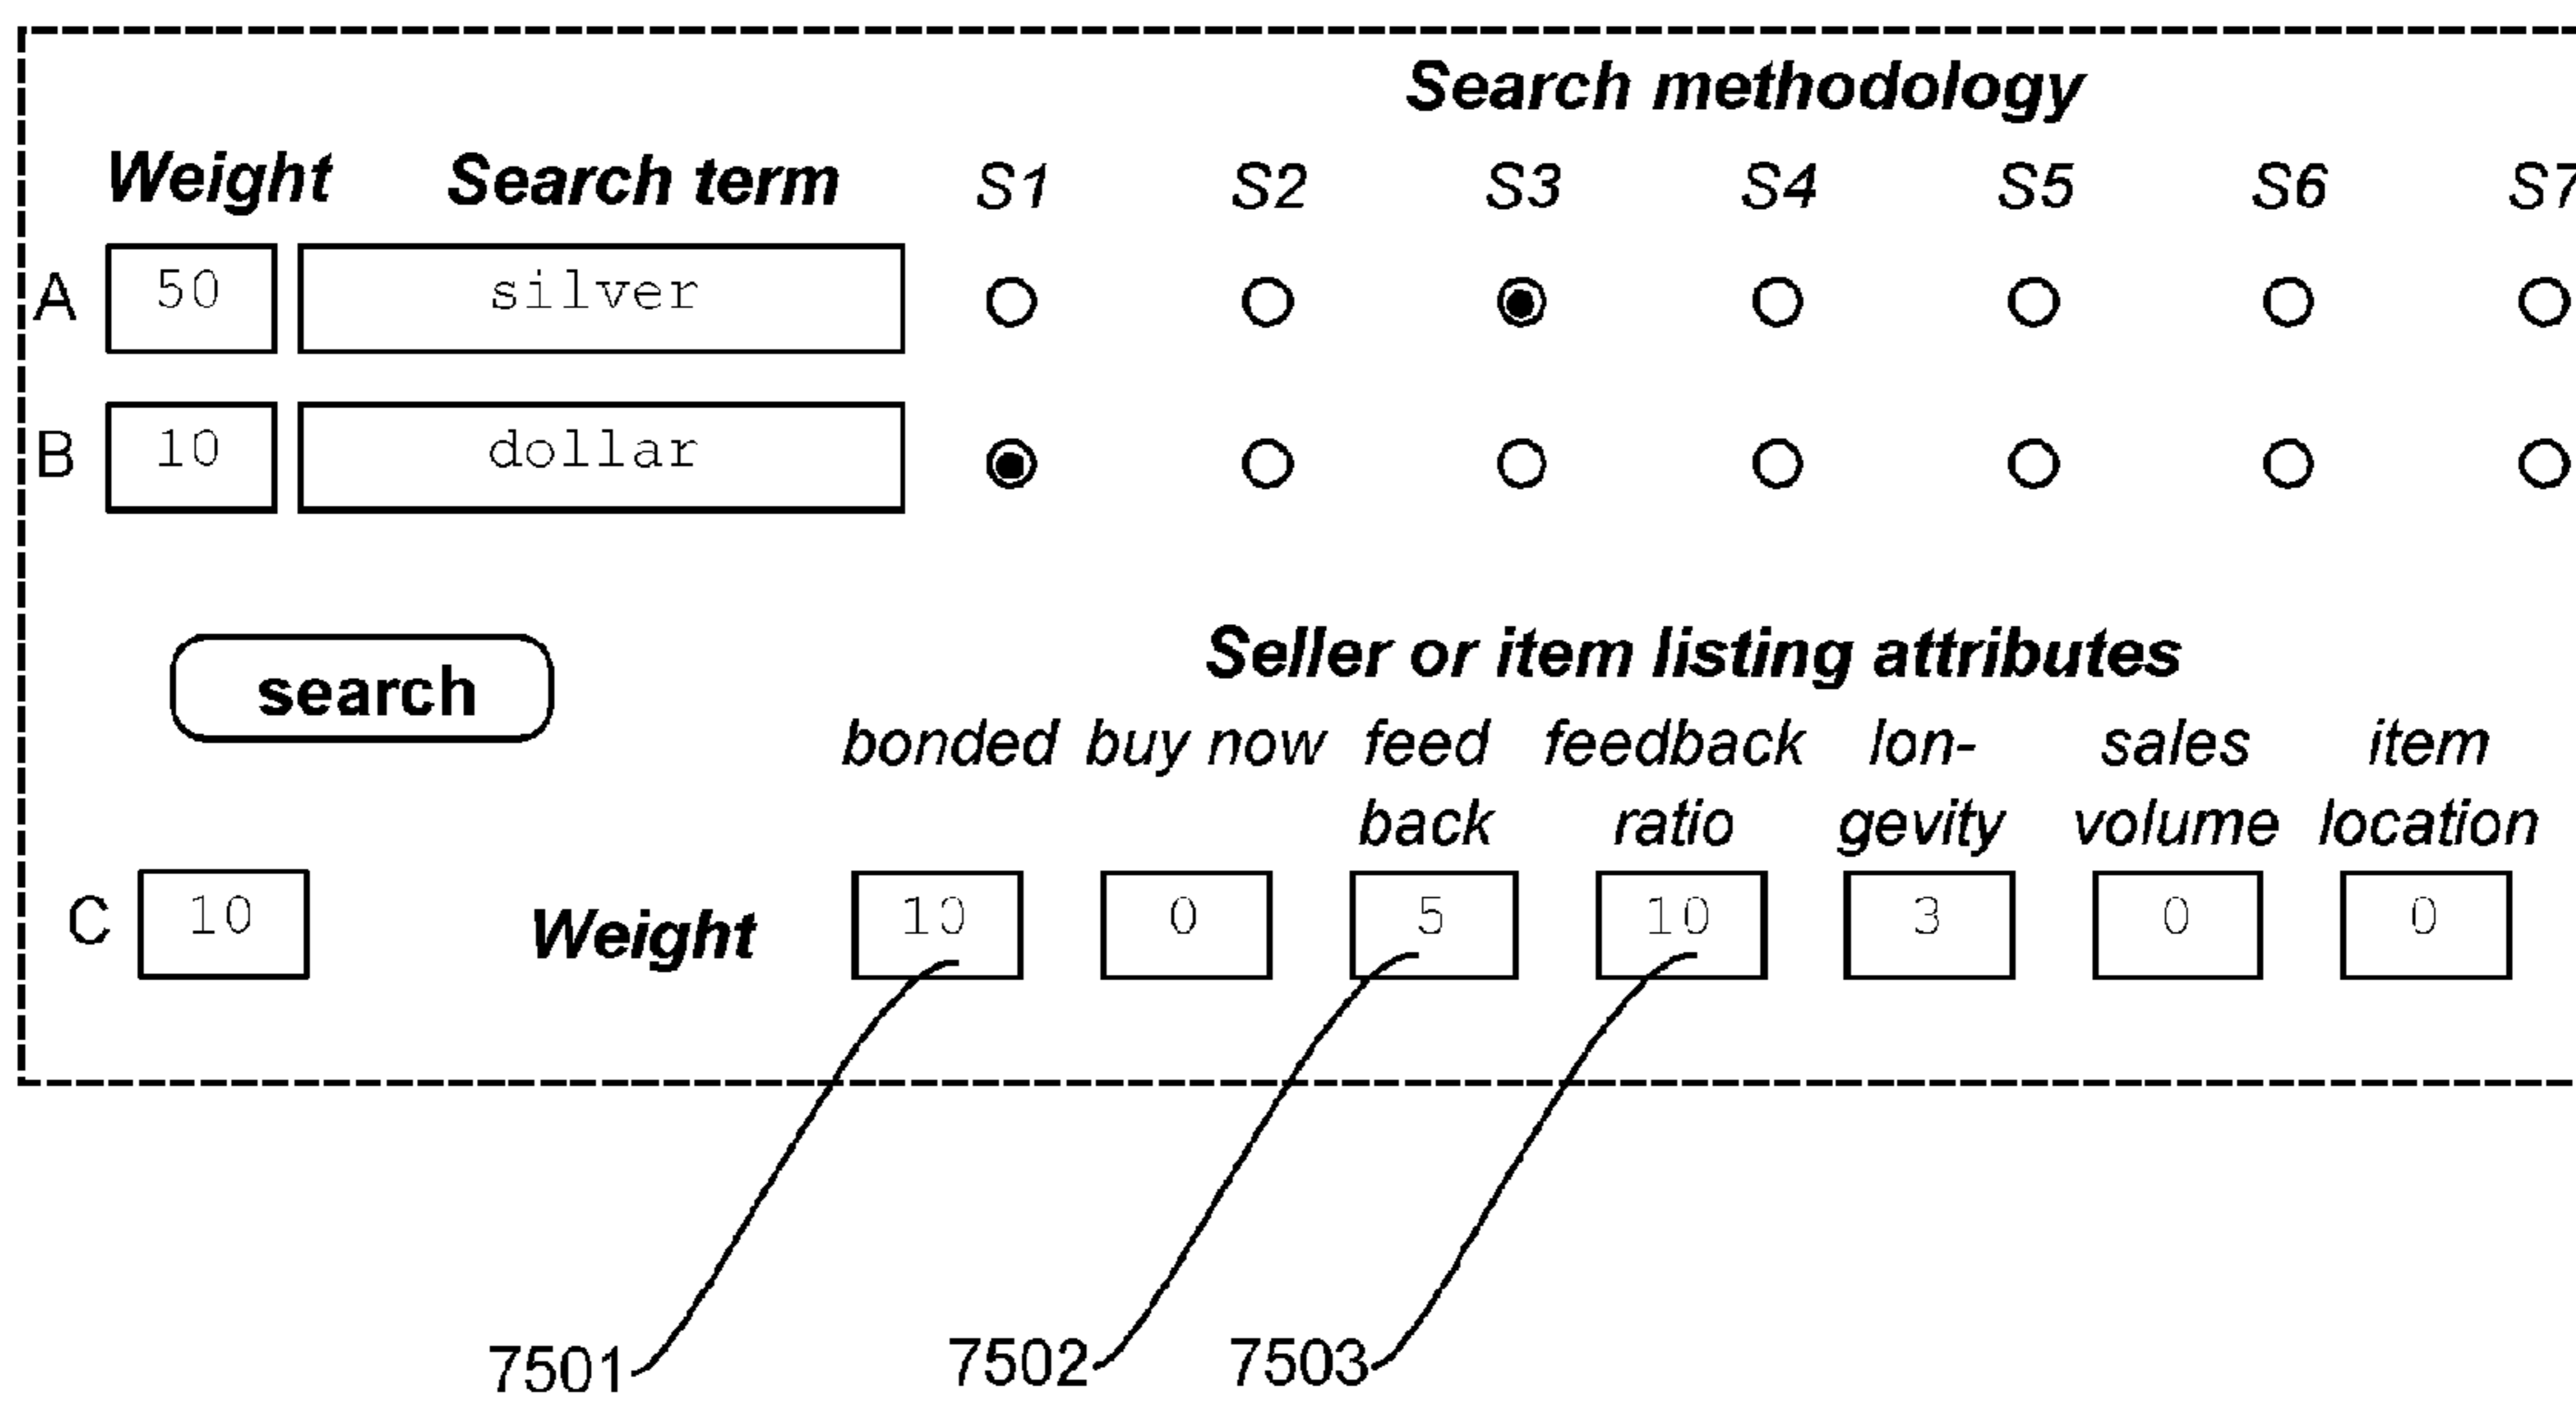 Search methodology
Weight Search term S1 S2 S3 S4 S5 S6 S7
A 50 silver
B 10 dollar
search
Seller or item listing attributes
bonded buy now feed feedback lon- sales item
back ratio gevity volume location
C 10 Weight 10 0 5 10 3 0 0
7501 7502 7503